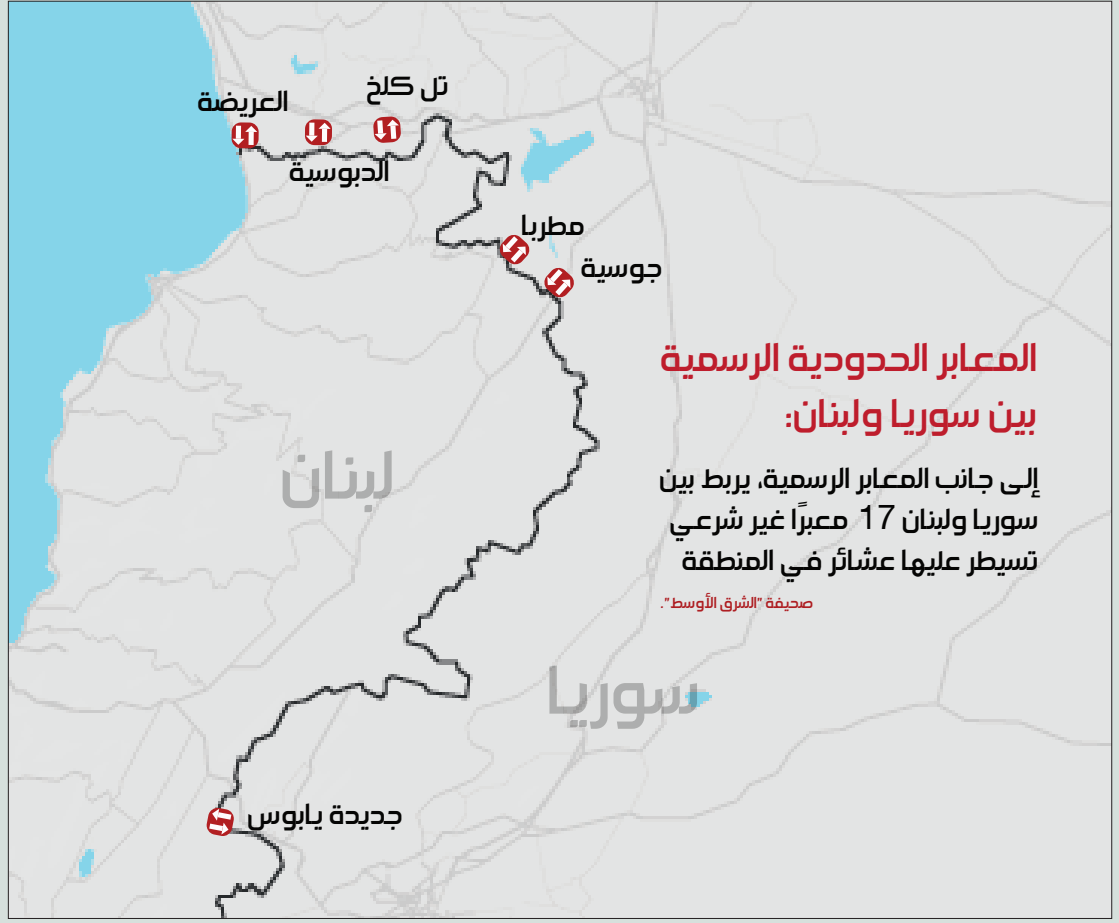 تل كلخ
العريضة
الدبوسية
مطربا
جوسية
المعابر الحدودية الرسمية
بين سوريا ولبنان:
إلى جانب المعابر الرسمية، يربط بين
سوريا ولبنان 17 معبرًا غير شرعي
تسيطر عليها عشائر في المنطقة
صحيفة "الشرق الأوسط".
لبنان
سوريا
جديدة يابوس